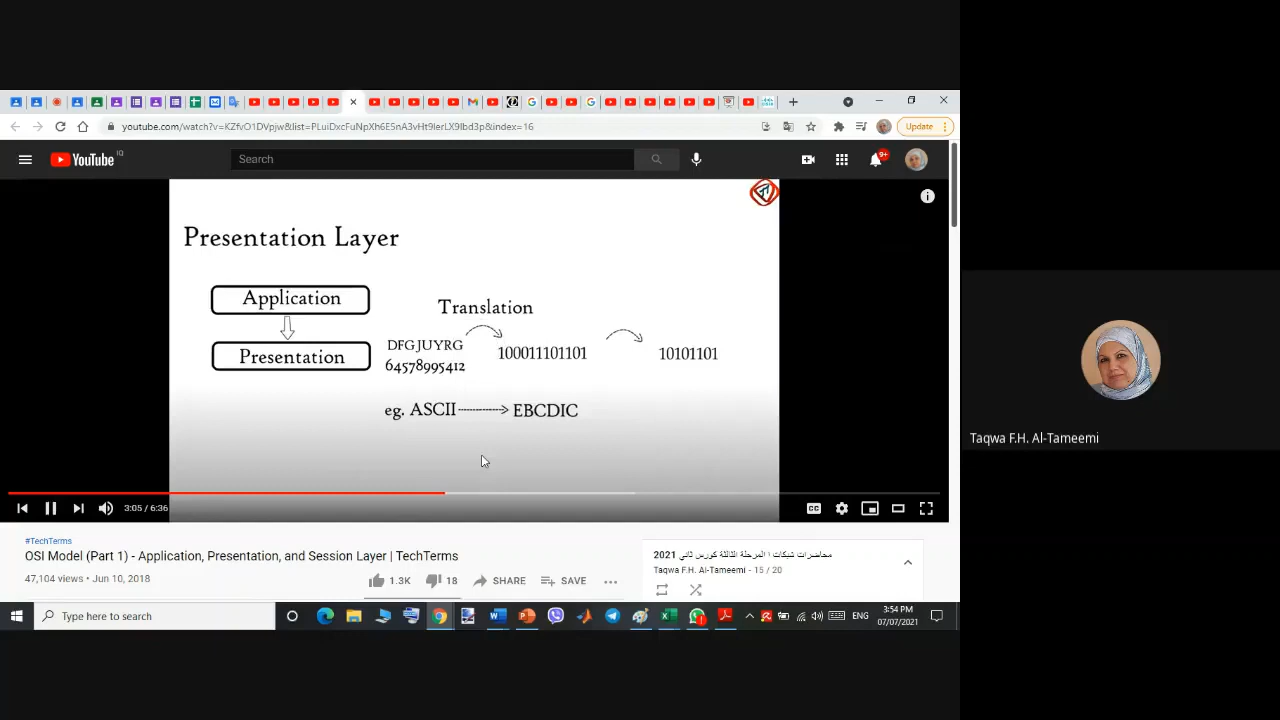 youtube.com/watch?v=KZfvO1DVpjw&list=PLuiDxcFuNpXh6E5nA3vHt9IerLX9Ibd3p&index=16
Update
YouTube IQ
Search
9+
Presentation Layer
Application
Translation
DFGJUYRG
100011101101
10101101
Presentation
64578995412
eg. ASCII----------->EBCDIC
3:05 / 6:36
CC
#TechTerms
OSI Model (Part 1) - Application, Presentation, and Session Layer | TechTerms
47,104 views • Jun 10, 2018
1.3K
18
SHARE
SAVE
محاضرات شبكات ١ المرحلة الثالثة كورس ثاني 2021
Taqwa F.H. Al-Tameemi - 15 / 20
Type here to search
ENG
3:54 PM
07/07/2021
Taqwa F.H. Al-Tameemi